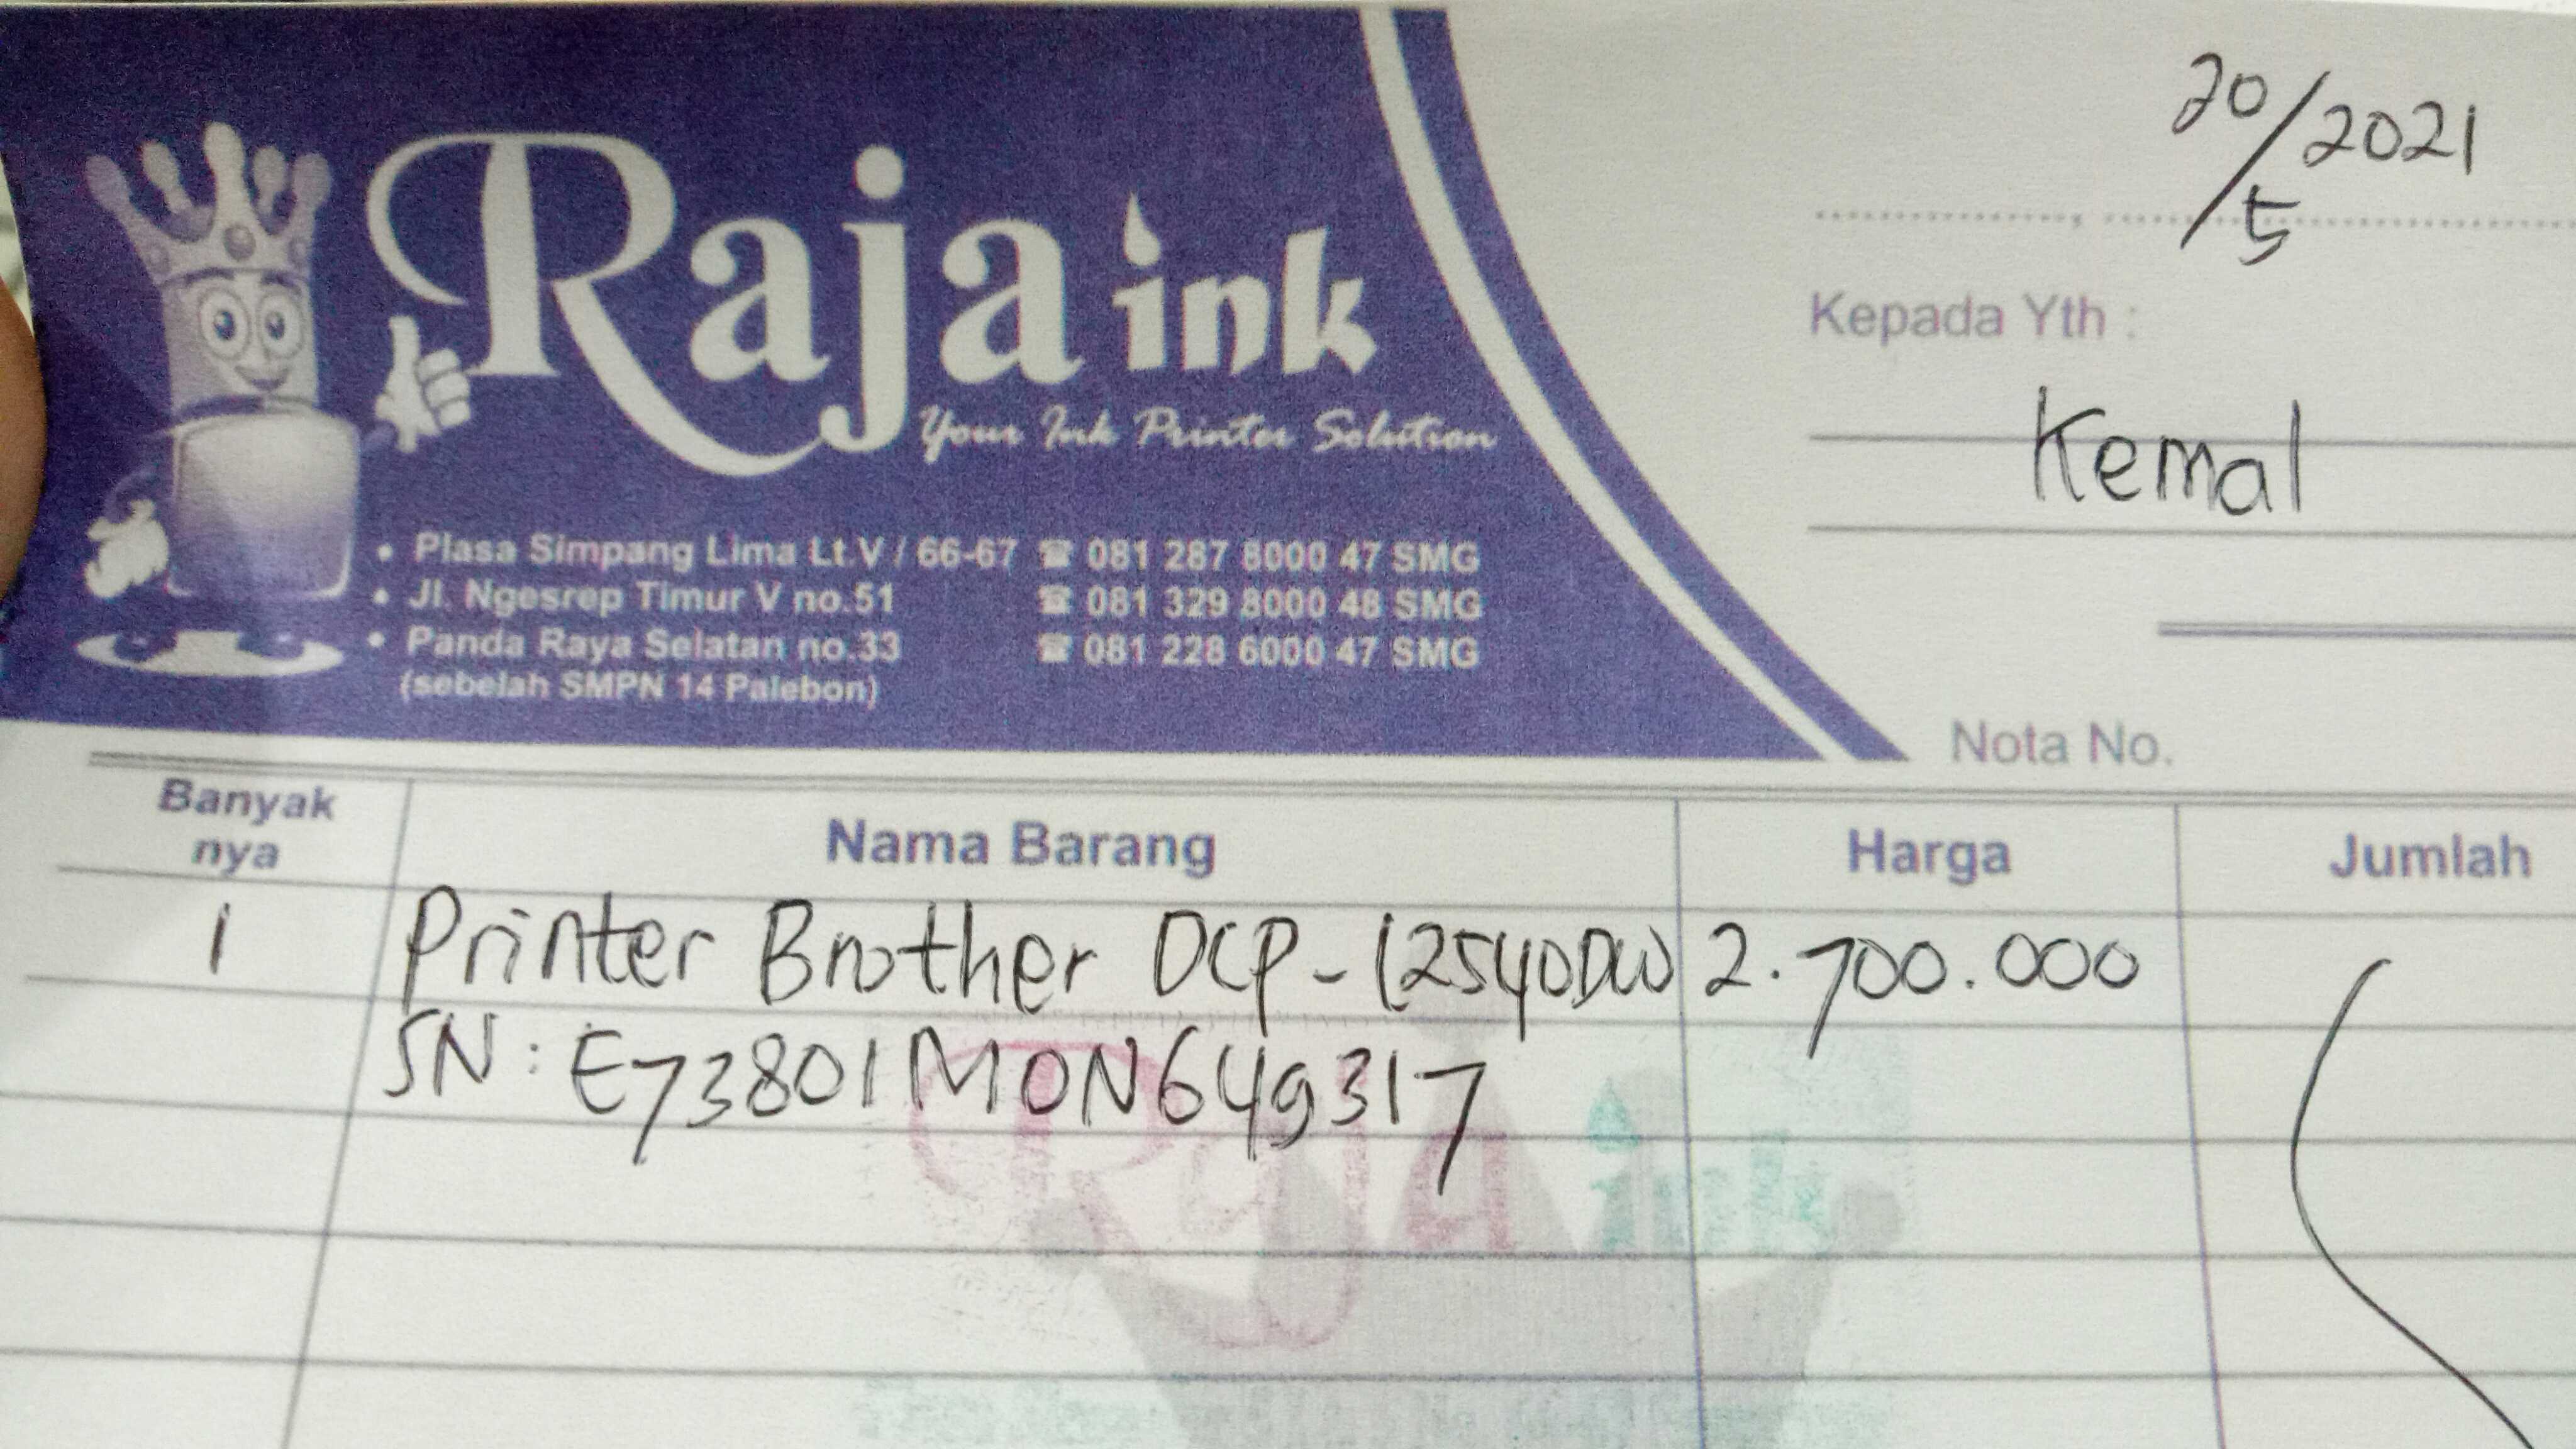 20/5 2021
Raja ink
Your Ink Printer Solution
Kepada Yth :
Kemal
• Plasa Simpang Lima Lt.V / 66-67 ☎ 081 287 8000 47 SMG
• Jl. Ngesrep Timur V no.51 ☎ 081 329 8000 48 SMG
• Panda Raya Selatan no.33 ☎ 081 228 6000 47 SMG
(sebelah SMPN 14 Palebon)
Nota No.
Banyak nya Nama Barang Harga Jumlah
1 Printer Brother DCP-L2540DW 2.700.000
SN: E73801M0N649317
RajA ink